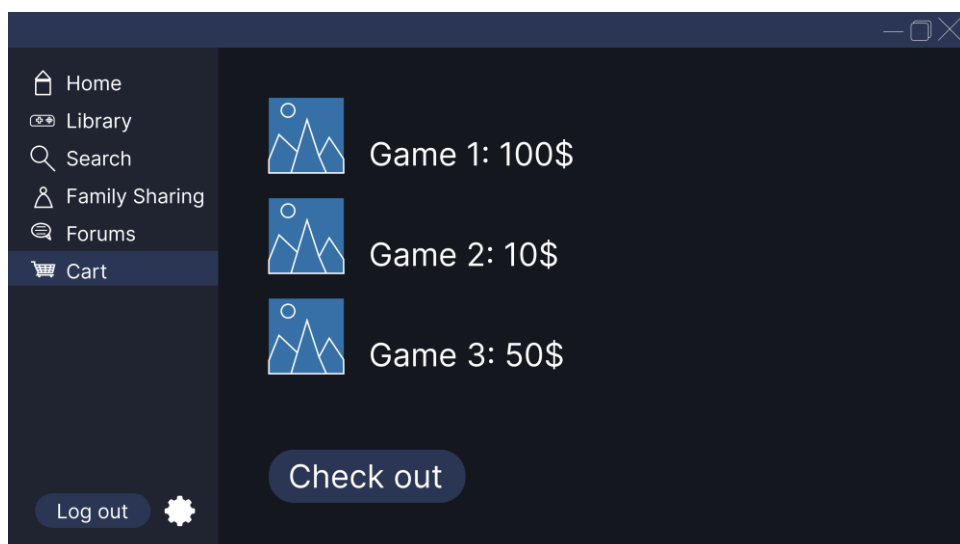 Home
Library
Search
Family Sharing
Forums
Cart
Log out
Game 1: 100$
Game 2: 10$
Game 3: 50$
Check out